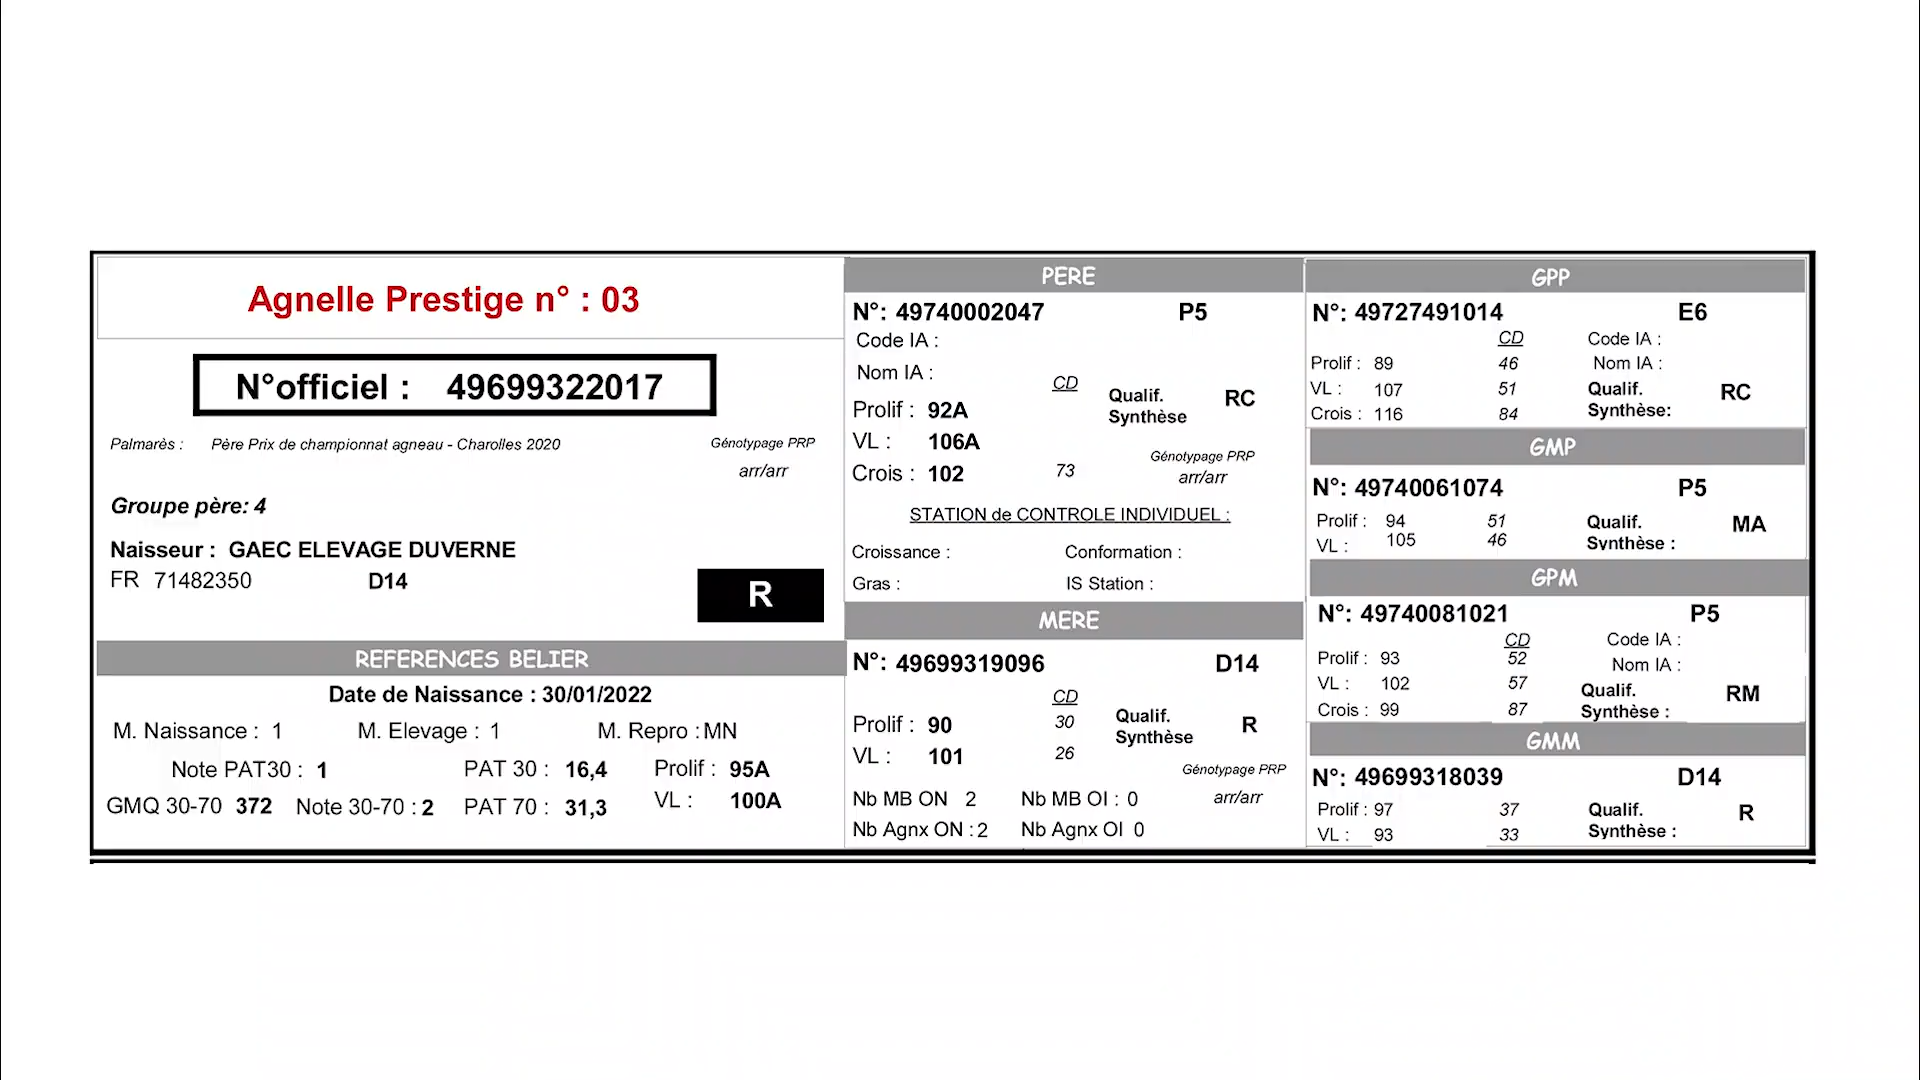 Agnelle Prestige n° : 03
N°officiel : 49699322017
Palmarès : Père Prix de championnat agneau - Charolles 2020
Génotypage PRP
arr/arr
Groupe père: 4
Naisseur : GAEC ELEVAGE DUVERNE
FR 71482350 D14
R
REFERENCES BELIER
Date de Naissance : 30/01/2022
M. Naissance : 1 M. Elevage : 1 M. Repro : MN
Note PAT30 : 1 PAT 30 : 16,4 Prolif : 95A
GMQ 30-70 372 Note 30-70 : 2 PAT 70 : 31,3 VL : 100A
PERE
N°: 49740002047 P5
Code IA :
Nom IA :
CD
Prolif : 92A
Qualif. Synthèse RC
VL : 106A
Crois : 102 73
Génotypage PRP
arr/arr
STATION de CONTROLE INDIVIDUEL :
Croissance : Conformation :
Gras : IS Station :
MERE
N°: 49699319096 D14
CD
Prolif : 90 30
Qualif. Synthèse R
VL : 101 26
Génotypage PRP
arr/arr
Nb MB ON 2 Nb MB OI : 0
Nb Agnx ON : 2 Nb Agnx OI 0
GPP
N°: 49727491014 E6
CD Code IA :
Prolif : 89 46 Nom IA :
VL : 107 51 Qualif. RC
Crois : 116 84 Synthèse:
GMP
N°: 49740061074 P5
Prolif : 94 51 Qualif. MA
VL : 105 46 Synthèse :
GPM
N°: 49740081021 P5
CD Code IA :
Prolif : 93 52 Nom IA :
VL : 102 57 Qualif. RM
Crois : 99 87 Synthèse :
GMM
N°: 49699318039 D14
Prolif : 97 37 Qualif. R
VL : 93 33 Synthèse :